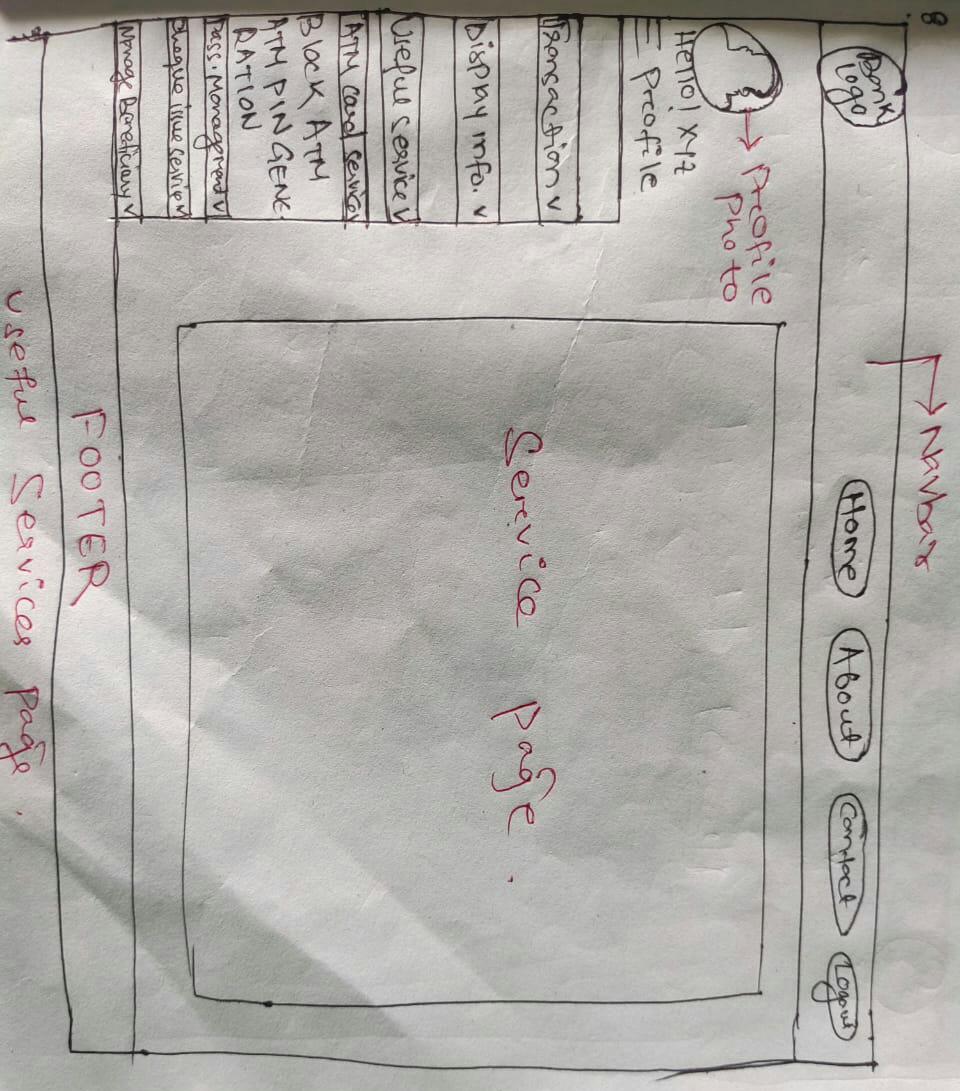 8
Navbar
Bank
Logo
Home
About
Contact
Logout
Profile
Photo
Hello! XYZ
Profile
Transaction
Display info.
Useful service
ATM card service
BLOCK ATM
ATM PIN GENE-
RATION
Pass. Management
Cheque issue service
Manage Beneficiary
Service page.
FOOTER
Useful Services page.